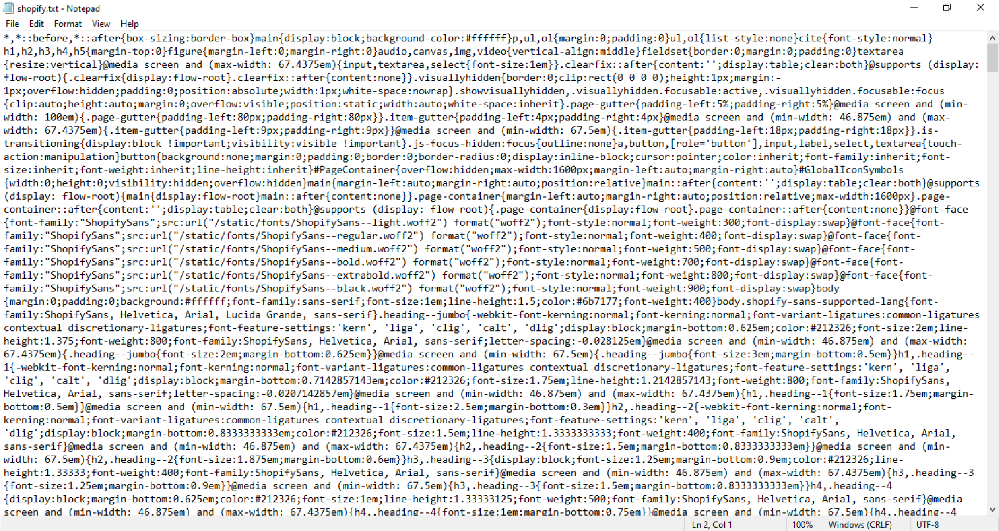 shopify.txt - Notepad
File Edit Format View Help
*,*::before,*::after{box-sizing:border-box}main{display:block;background-color:#ffffff}p,ul,ol{margin:0;padding:0}ul,ol{list-style:none}cite{font-style:normal}
h1,h2,h3,h4,h5{margin-top:0}figure{margin-left:0;margin-right:0}audio,canvas,img,video{vertical-align:middle}fieldset{border:0;margin:0;padding:0}textarea
{resize:vertical}@media screen and (max-width: 67.4375em){input,textarea,select{font-size:1em}}.clearfix::after{content:'';display:table;clear:both}@supports (display:
flow-root){.clearfix{display:flow-root}.clearfix::after{content:none}}.visuallyhidden{border:0;clip:rect(0 0 0 0);height:1px;margin:-
1px;overflow:hidden;padding:0;position:absolute;width:1px;white-space:nowrap}.showvisuallyhidden,.visuallyhidden.focusable:active,.visuallyhidden.focusable:focus
{clip:auto;height:auto;margin:0;overflow:visible;position:static;width:auto;white-space:inherit}.page-gutter{padding-left:5%;padding-right:5%}@media screen and (min-
width: 100em){.page-gutter{padding-left:80px;padding-right:80px}}.item-gutter{padding-left:4px;padding-right:4px}@media screen and (min-width: 46.875em) and (max-
width: 67.4375em){.item-gutter{padding-left:9px;padding-right:9px}}@media screen and (min-width: 67.5em){.item-gutter{padding-left:18px;padding-right:18px}}.is-
transitioning{display:block !important;visibility:visible !important}.js-focus-hidden:focus{outline:none}a,button,[role='button'],input,label,select,textarea{touch-
action:manipulation}button{background:none;margin:0;padding:0;border:0;border-radius:0;display:inline-block;cursor:pointer;color:inherit;font-family:inherit;font-
size:inherit;font-weight:inherit;line-height:inherit}#PageContainer{overflow:hidden;max-width:1600px;margin-left:auto;margin-right:auto}#GlobalIconSymbols
{width:0;height:0;visibility:hidden;overflow:hidden}main{margin-left:auto;margin-right:auto;position:relative}main::after{content:'';display:table;clear:both}@supports
(display: flow-root){main{display:flow-root}main::after{content:none}}.page-container{margin-left:auto;margin-right:auto;position:relative;max-width:1600px}.page-
container::after{content:'';display:table;clear:both}@supports (display: flow-root){.page-container{display:flow-root}.page-container::after{content:none}}@font-face
{font-family:"ShopifySans";src:url("/static/fonts/ShopifySans--light.woff2") format("woff2");font-style:normal;font-weight:300;font-display:swap}@font-face{font-
family:"ShopifySans";src:url("/static/fonts/ShopifySans--regular.woff2") format("woff2");font-style:normal;font-weight:400;font-display:swap}@font-face{font-
family:"ShopifySans";src:url("/static/fonts/ShopifySans--medium.woff2") format("woff2");font-style:normal;font-weight:500;font-display:swap}@font-face{font-
family:"ShopifySans";src:url("/static/fonts/ShopifySans--bold.woff2") format("woff2");font-style:normal;font-weight:700;font-display:swap}@font-face{font-
family:"ShopifySans";src:url("/static/fonts/ShopifySans--extrabold.woff2") format("woff2");font-style:normal;font-weight:800;font-display:swap}@font-face{font-
family:"ShopifySans";src:url("/static/fonts/ShopifySans--black.woff2") format("woff2");font-style:normal;font-weight:900;font-display:swap}body
{margin:0;padding:0;background:#ffffff;font-family:sans-serif;font-size:1em;line-height:1.5;color:#6b7177;font-weight:400}body.shopify-sans-supported-lang{font-
family:ShopifySans, Helvetica, Arial, Lucida Grande, sans-serif}.heading--jumbo{-webkit-font-kerning:normal;font-kerning:normal;font-variant-ligatures:common-ligatures
contextual discretionary-ligatures;font-feature-settings:'kern', 'liga', 'clig', 'calt', 'dlig';display:block;margin-bottom:0.625em;color:#212326;font-size:2em;line-
height:1.375;font-weight:800;font-family:ShopifySans, Helvetica, Arial, sans-serif;letter-spacing:-0.028125em}@media screen and (min-width: 46.875em) and (max-width:
67.4375em){.heading--jumbo{font-size:2em;margin-bottom:0.625em}}@media screen and (min-width: 67.5em){.heading--jumbo{font-size:3em;margin-bottom:0.5em}}h1,.heading--
1{-webkit-font-kerning:normal;font-kerning:normal;font-variant-ligatures:common-ligatures contextual discretionary-ligatures;font-feature-settings:'kern', 'liga',
'clig', 'calt', 'dlig';display:block;margin-bottom:0.7142857143em;color:#212326;font-size:1.75em;line-height:1.2142857143;font-weight:800;font-family:ShopifySans,
Helvetica, Arial, sans-serif;letter-spacing:-0.0207142857em}@media screen and (min-width: 46.875em) and (max-width: 67.4375em){h1,.heading--1{font-size:1.75em;margin-
bottom:0.5em}}@media screen and (min-width: 67.5em){h1,.heading--1{font-size:2.5em;margin-bottom:0.3em}}h2,.heading--2{-webkit-font-kerning:normal;font-
kerning:normal;font-variant-ligatures:common-ligatures contextual discretionary-ligatures;font-feature-settings:'kern', 'liga', 'clig', 'calt',
'dlig';display:block;margin-bottom:0.8333333333em;color:#212326;font-size:1.5em;line-height:1.3333333333;font-weight:400;font-family:ShopifySans, Helvetica, Arial,
sans-serif}@media screen and (min-width: 46.875em) and (max-width: 67.4375em){h2,.heading--2{font-size:1.5em;margin-bottom:0.8333333333em}}@media screen and (min-
width: 67.5em){h2,.heading--2{font-size:1.875em;margin-bottom:0.6em}}h3,.heading--3{display:block;font-size:1.25em;margin-bottom:0.9em;color:#212326;line-
height:1.33333;font-weight:400;font-family:ShopifySans, Helvetica, Arial, sans-serif}@media screen and (min-width: 46.875em) and (max-width: 67.4375em){h3,.heading--3
{font-size:1.25em;margin-bottom:0.9em}}@media screen and (min-width: 67.5em){h3,.heading--3{font-size:1.5em;margin-bottom:0.8333333333em}}h4,.heading--4
{display:block;margin-bottom:0.625em;color:#212326;font-size:1em;line-height:1.33333125;font-weight:500;font-family:ShopifySans, Helvetica, Arial, sans-serif}@media
screen and (min-width: 46.875em) and (max-width: 67.4375em){h4,.heading--4{font-size:1em;margin-bottom:0.75em}}@media screen and (min-width: 67.5em){h4,.heading--4
Ln 2, Col 1 100% Windows (CRLF) UTF-8